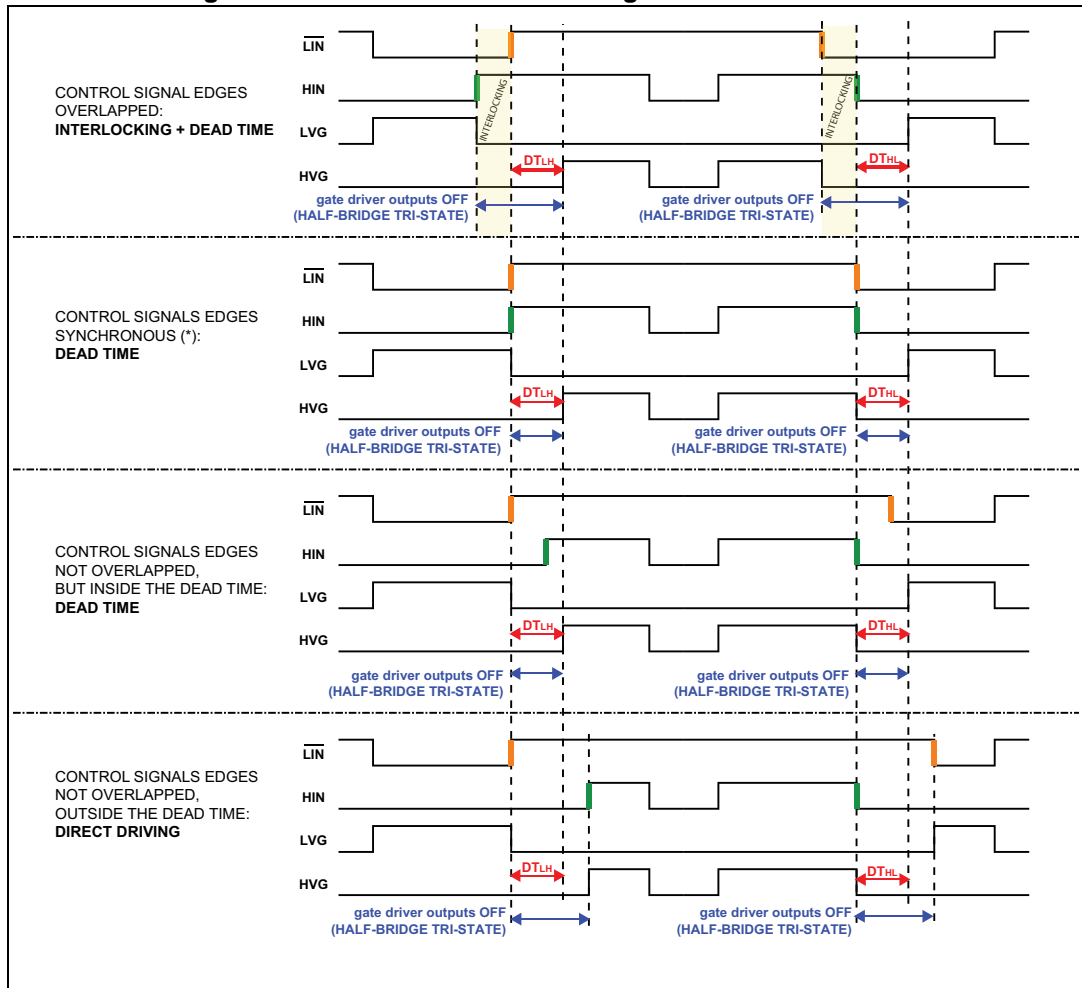 CONTROL SIGNAL EDGES
OVERLAPPED:
INTERLOCKING + DEAD TIME
LIN
HIN
LVG
HVG
INTERLOCKING
INTERLOCKING
DTLH
DTHL
gate driver outputs OFF
(HALF-BRIDGE TRI-STATE)
gate driver outputs OFF
(HALF-BRIDGE TRI-STATE)
CONTROL SIGNALS EDGES
SYNCHRONOUS (*):
DEAD TIME
LIN
HIN
LVG
HVG
DTLH
DTHL
gate driver outputs OFF
(HALF-BRIDGE TRI-STATE)
gate driver outputs OFF
(HALF-BRIDGE TRI-STATE)
CONTROL SIGNALS EDGES
NOT OVERLAPPED,
BUT INSIDE THE DEAD TIME:
DEAD TIME
LIN
HIN
LVG
HVG
DTLH
DTHL
gate driver outputs OFF
(HALF-BRIDGE TRI-STATE)
gate driver outputs OFF
(HALF-BRIDGE TRI-STATE)
CONTROL SIGNALS EDGES
NOT OVERLAPPED,
OUTSIDE THE DEAD TIME:
DIRECT DRIVING
LIN
HIN
LVG
HVG
DTLH
DTHL
gate driver outputs OFF
(HALF-BRIDGE TRI-STATE)
gate driver outputs OFF
(HALF-BRIDGE TRI-STATE)